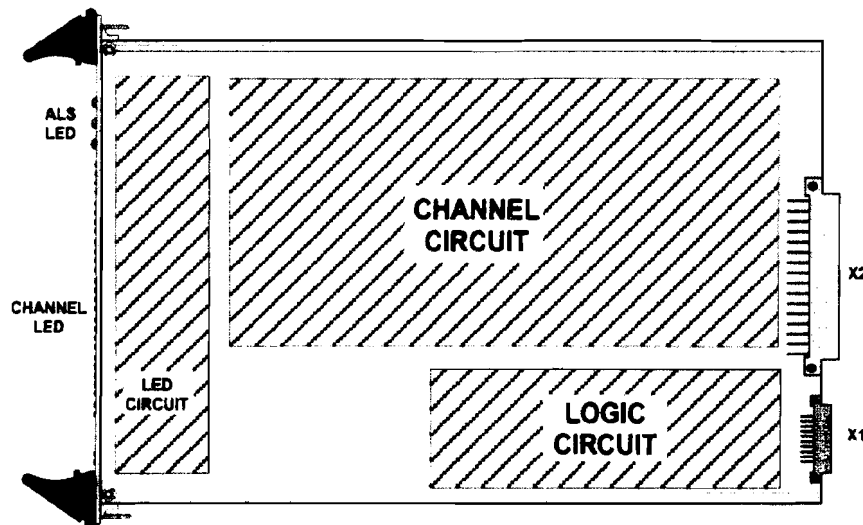 ALS
LED
CHANNEL
CIRCUIT
X2
CHANNEL
LED
LED
CIRCUIT
LOGIC
CIRCUIT
X1